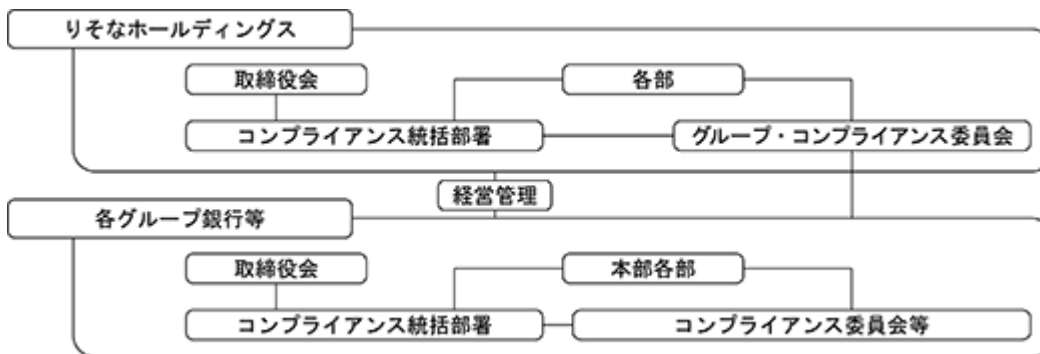 りそなホールディングス
取締役会
各部
コンプライアンス統括部署
グループ・コンプライアンス委員会
経営管理
各グループ銀行等
取締役会
本部各部
コンプライアンス統括部署
コンプライアンス委員会等